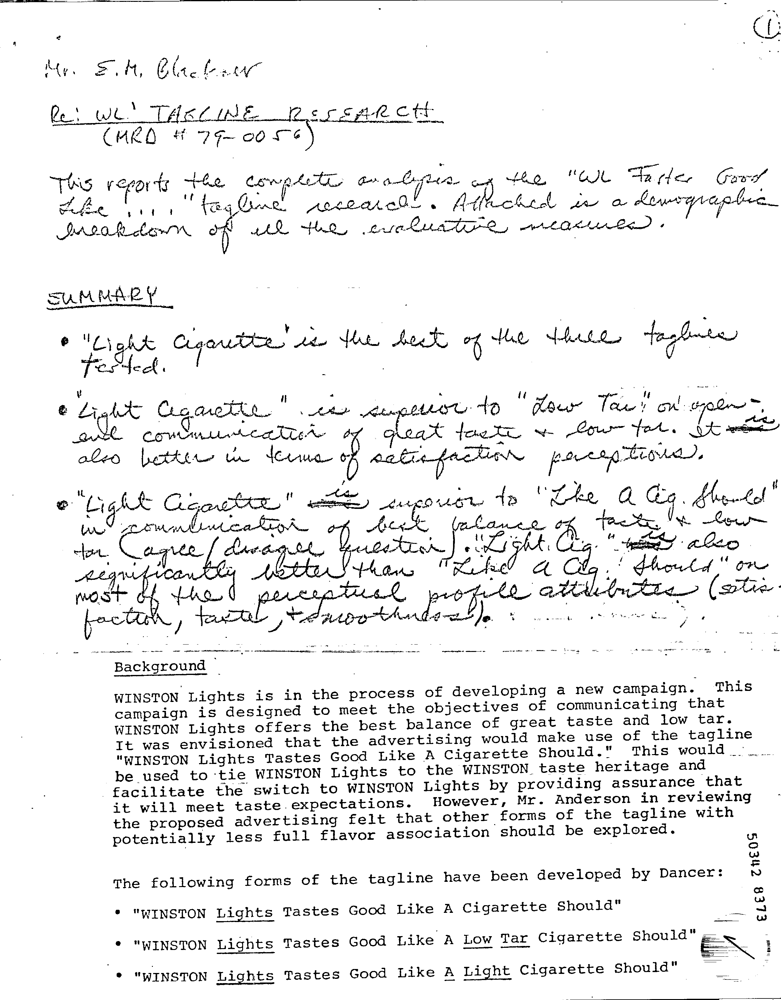 1
Mr. E.M. Blackmer
Re: WL' TAGLINE RESEARCH
(MRD # 79-0056)
This reports the complete analysis of the "WL Tastes Good
Like ...." tagline research. Attached is a demographic
breakdown of all the evaluative measures.
SUMMARY
• "Light Cigarette" is the best of the three taglines
tested.
• "Light Cigarette" is superior to "Low Tar" on open-
end communication of great taste & low tar. It is
also better in terms of satisfaction perceptions.
• "Light Cigarette" is superior to "Like A Cig. Should"
in communication of best balance of taste & low
tar (agree/disagree question). "Light Cig." is also
significantly better than "Like A Cig. Should" on
most of the perceptual profile attributes (satis-
faction, taste, + smoothness).
Background
WINSTON Lights is in the process of developing a new campaign. This
campaign is designed to meet the objectives of communicating that
WINSTON Lights offers the best balance of great taste and low tar.
It was envisioned that the advertising would make use of the tagline
"WINSTON Lights Tastes Good Like A Cigarette Should." This would
be used to tie WINSTON Lights to the WINSTON taste heritage and
facilitate the switch to WINSTON Lights by providing assurance that
it will meet taste expectations. However, Mr. Anderson in reviewing
the proposed advertising felt that other forms of the tagline with
potentially less full flavor association should be explored.
The following forms of the tagline have been developed by Dancer:
• "WINSTON Lights Tastes Good Like A Cigarette Should"
• "WINSTON Lights Tastes Good Like A Low Tar Cigarette Should"
• "WINSTON Lights Tastes Good Like A Light Cigarette Should"
50342 8373